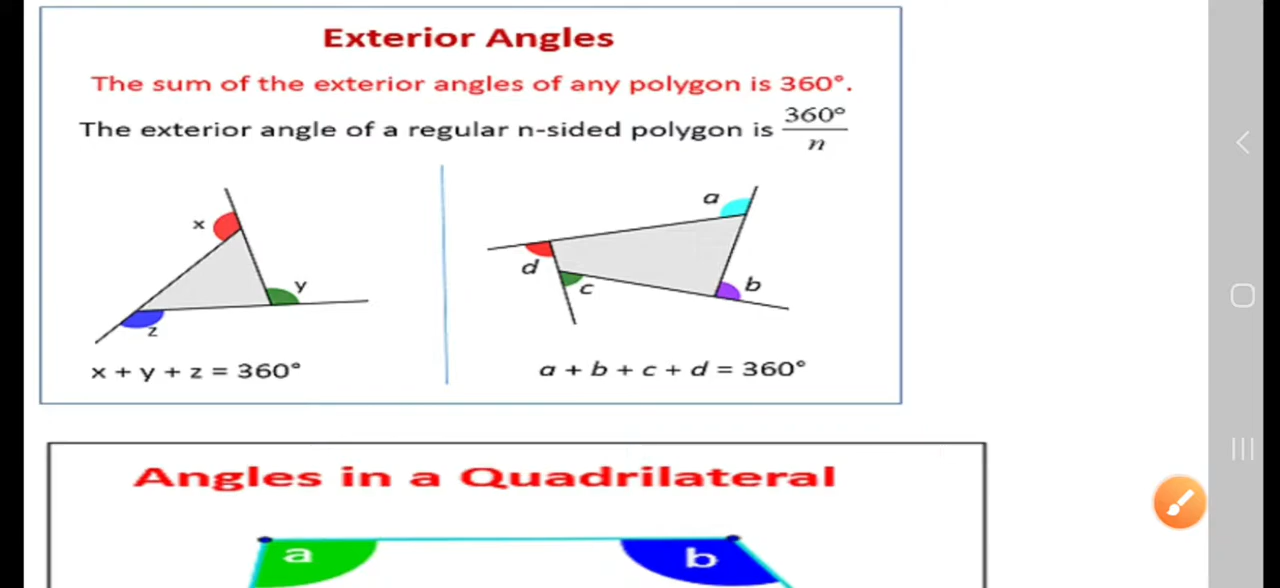 Exterior Angles
The sum of the exterior angles of any polygon is 360°.
The exterior angle of a regular n-sided polygon is 360°/n
x
y
z
x + y + z = 360°
a
b
c
d
a + b + c + d = 360°
Angles in a Quadrilateral
a
b